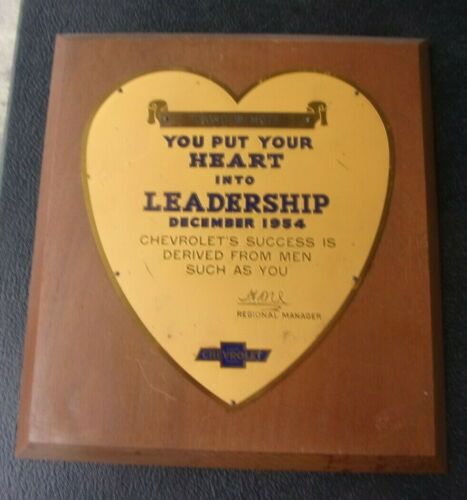 YOU PUT YOUR
HEART
INTO
LEADERSHIP
DECEMBER 1954
CHEVROLET'S SUCCESS IS
DERIVED FROM MEN
SUCH AS YOU
REGIONAL MANAGER
CHEVROLET